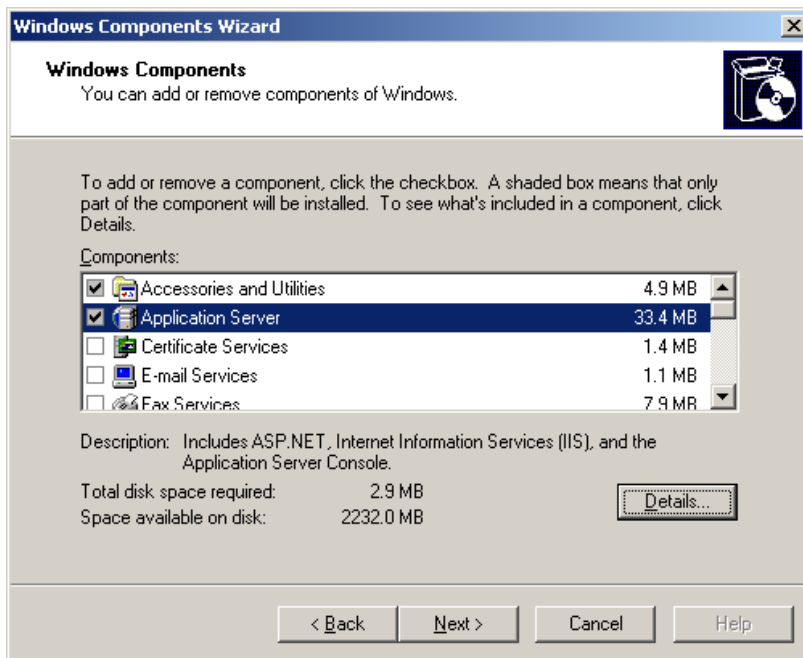 Windows Components Wizard
Windows Components
You can add or remove components of Windows.
To add or remove a component, click the checkbox. A shaded box means that only
part of the component will be installed. To see what's included in a component, click
Details.
Components:
Accessories and Utilities 4.9 MB
Application Server 33.4 MB
Certificate Services 1.4 MB
E-mail Services 1.1 MB
Fax Services 7.9 MB
Description: Includes ASP.NET, Internet Information Services (IIS), and the
Application Server Console.
Total disk space required: 2.9 MB
Space available on disk: 2232.0 MB
Details...
< Back Next > Cancel Help